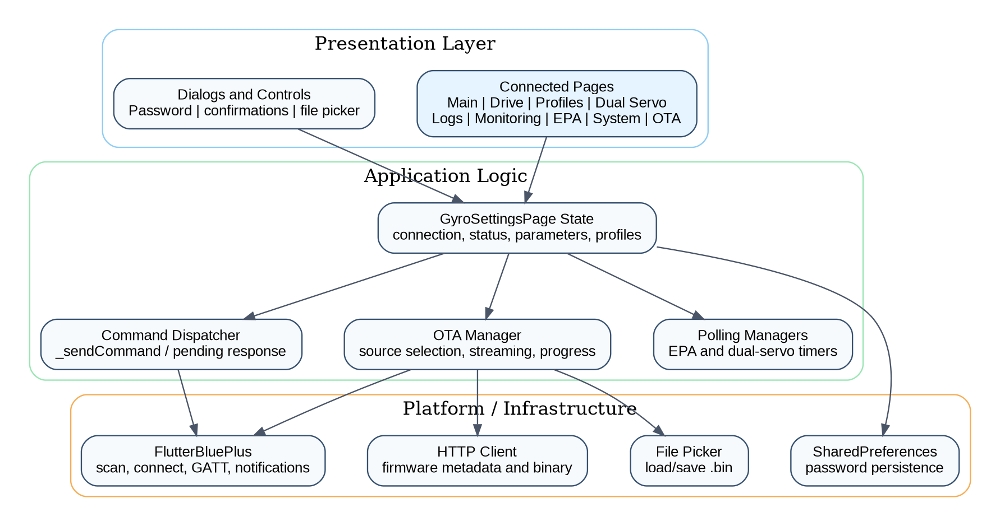 Presentation Layer
Dialogs and Controls
Password | confirmations | file picker
Connected Pages
Main | Drive | Profiles | Dual Servo
Logs | Monitoring | EPA | System | OTA
Application Logic
GyroSettingsPage State
connection, status, parameters, profiles
Command Dispatcher
_sendCommand / pending response
OTA Manager
source selection, streaming, progress
Polling Managers
EPA and dual-servo timers
Platform / Infrastructure
FlutterBluePlus
scan, connect, GATT, notifications
HTTP Client
firmware metadata and binary
File Picker
load/save .bin
SharedPreferences
password persistence